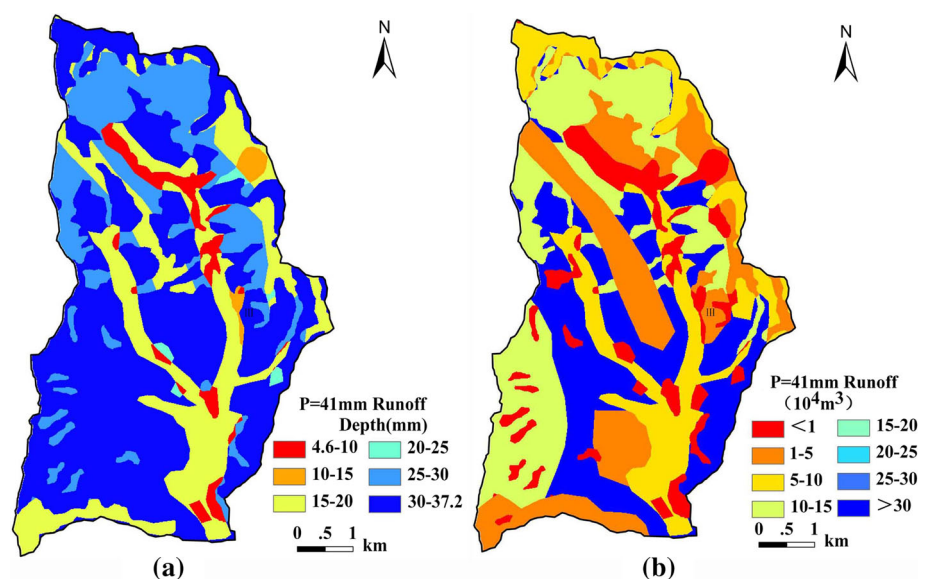 N
III
P=41mm Runoff
Depth(mm)
4.6-10
20-25
10-15
25-30
15-20
30-37.2
0 .5 1
km
(a)
N
III
P=41mm Runoff
(10⁴m³)
<1
15-20
1-5
20-25
5-10
25-30
10-15
>30
0 .5 1
km
(b)